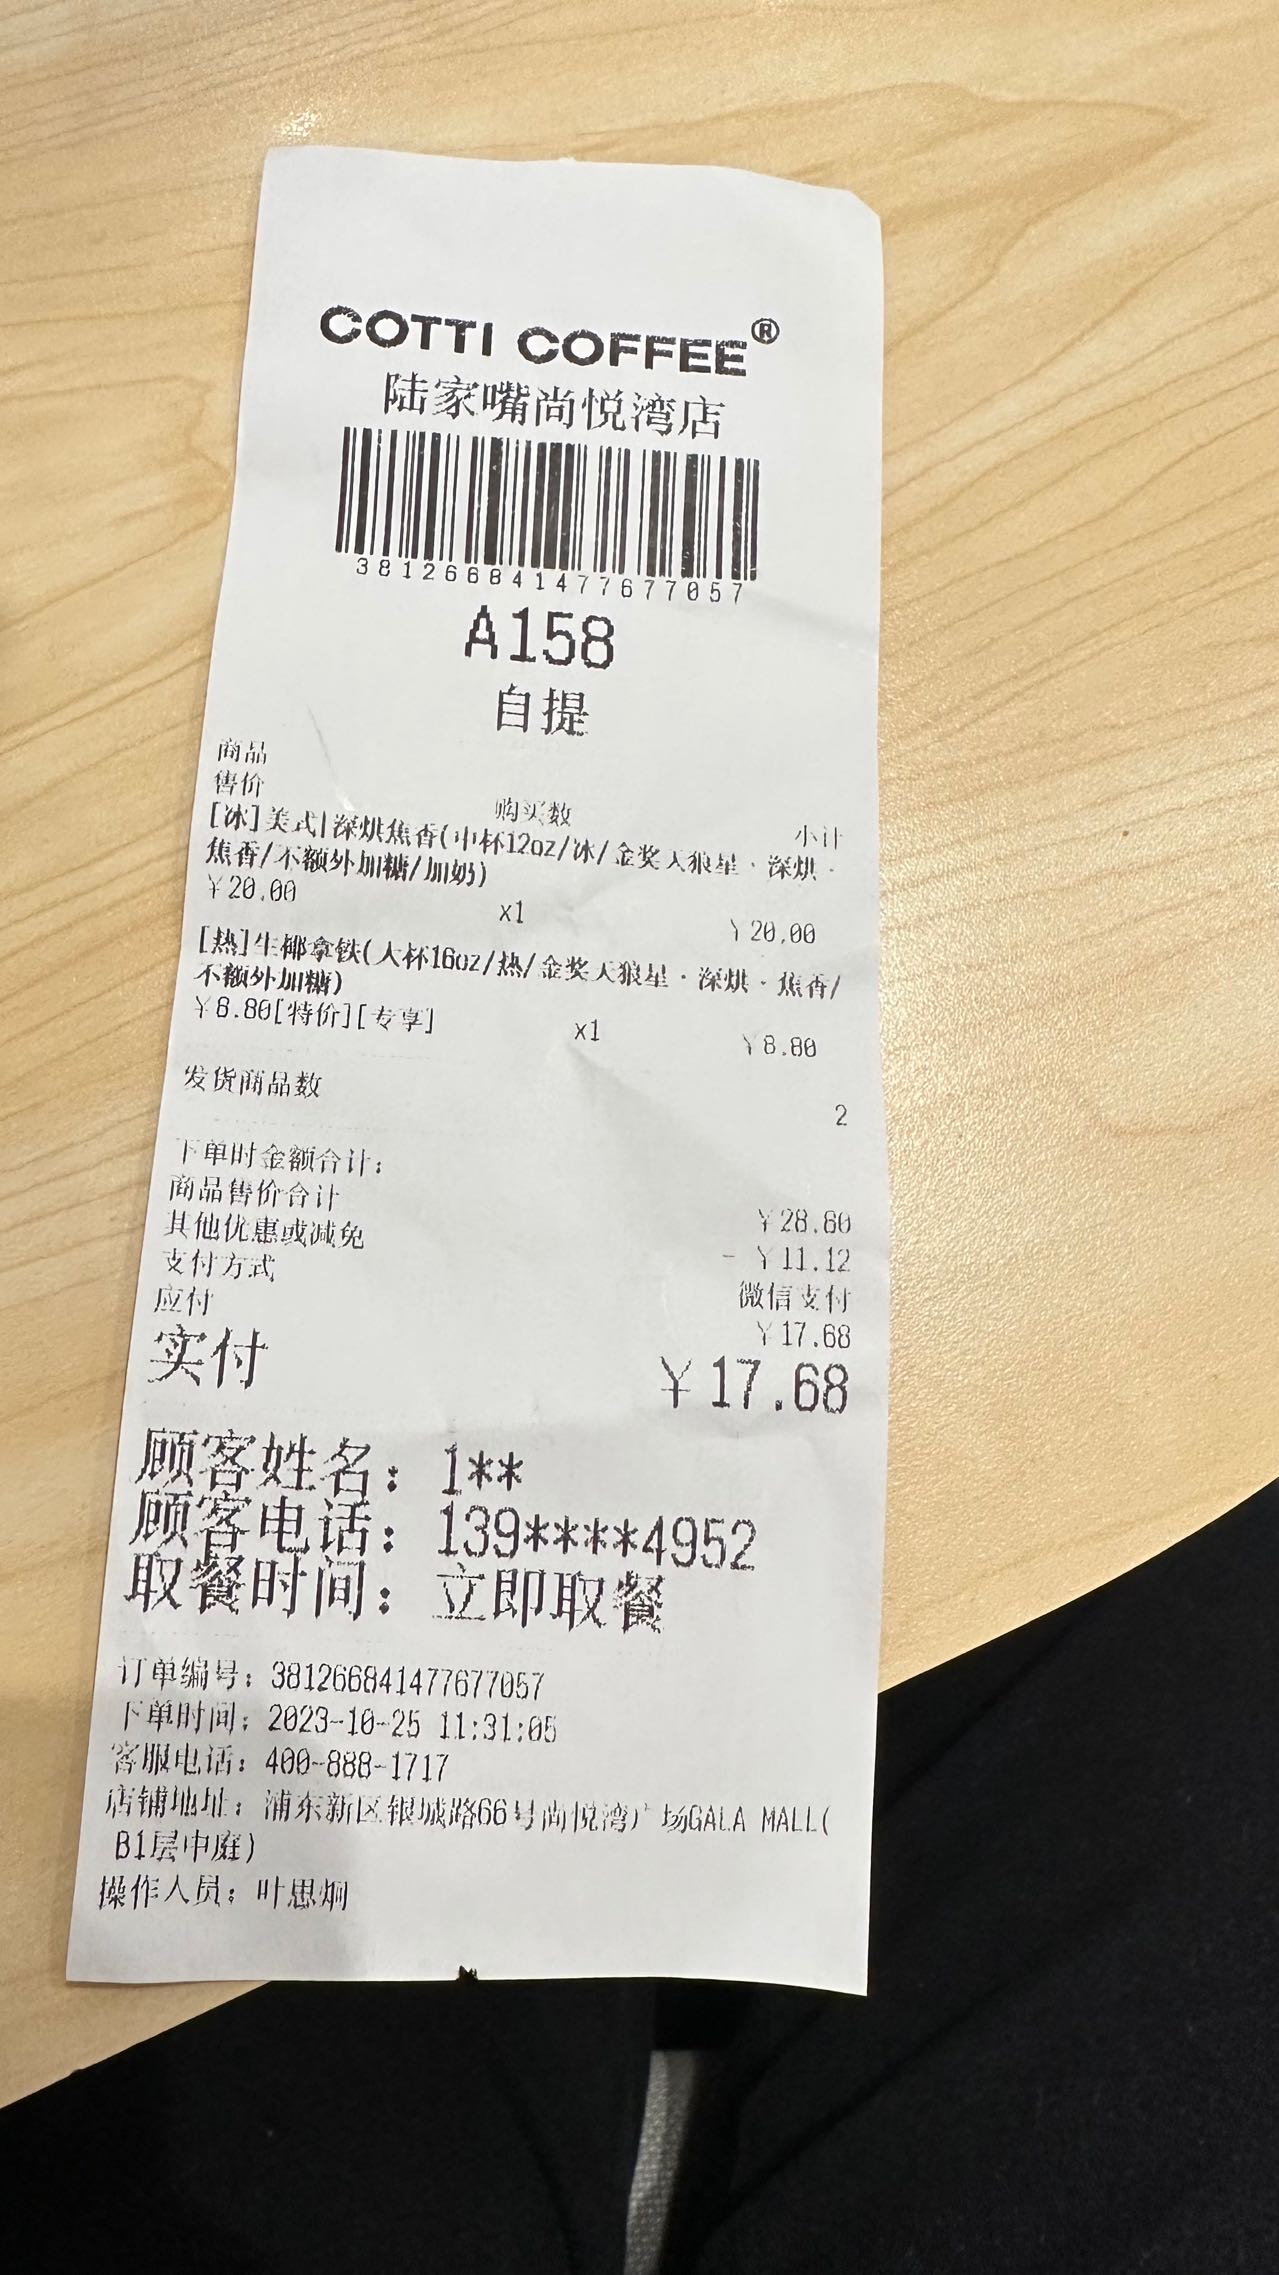 COTTI COFFEE®
陆家嘴尚悦湾店
381266841477677057
A158
自提
商品
售价 购买数 小计
[冰]美式|深烘焦香(中杯12oz/冰/金奖天狼星·深烘·
焦香/不额外加糖/加奶)
￥20.00 x1 ￥20.00
[热]生椰拿铁(大杯16oz/热/金奖天狼星·深烘·焦香/
不额外加糖)
￥8.80[特价][专享] x1 ￥8.80
发货商品数 2
下单时金额合计:
商品售价合计 ￥28.80
其他优惠或减免 - ￥11.12
支付方式 微信支付
应付 ￥17.68
实付 ￥17.68
顾客姓名: 1**
顾客电话: 139****4952
取餐时间: 立即取餐
订单编号: 381266841477677057
下单时间: 2023-10-25 11:31:05
客服电话: 400-888-1717
店铺地址: 浦东新区银城路66号尚悦湾广场GALA MALL(
B1层中庭)
操作人员: 叶思炯